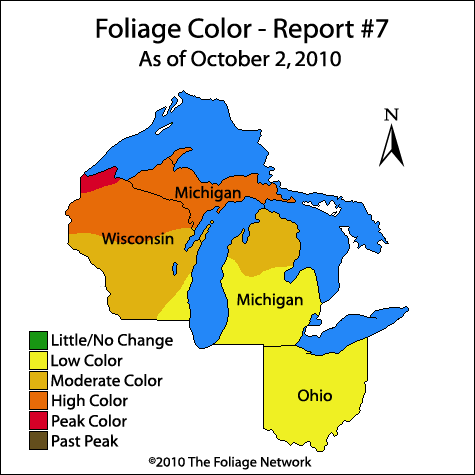 Foliage Color - Report #7
As of October 2, 2010
N
Michigan
Wisconsin
Michigan
Ohio
Little/No Change
Low Color
Moderate Color
High Color
Peak Color
Past Peak
©2010 The Foliage Network